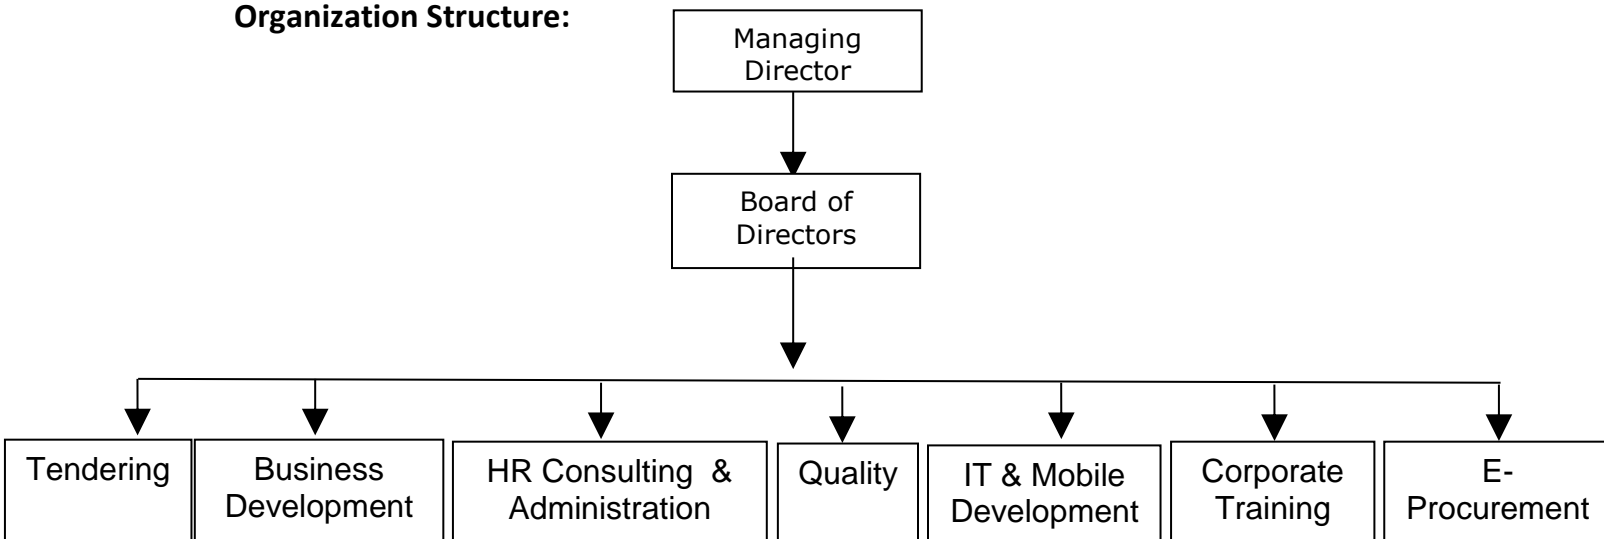 Organization Structure:
Managing
Director
Board of
Directors
Tendering
Business
Development
HR Consulting  &
Administration
Quality
IT & Mobile
Development
Corporate
Training
E-
Procurement